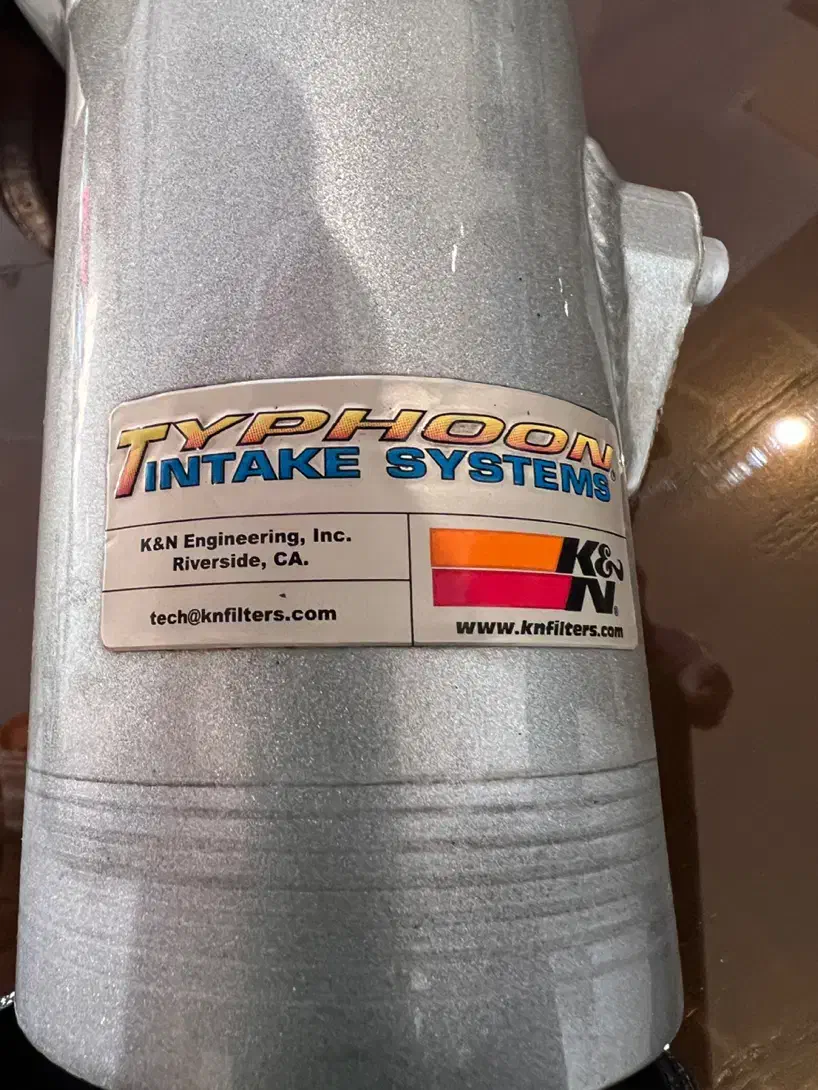 TYPHOON®
INTAKE SYSTEMS
K&N Engineering, Inc.
Riverside, CA.
tech@knfilters.com
K&N®
www.knfilters.com